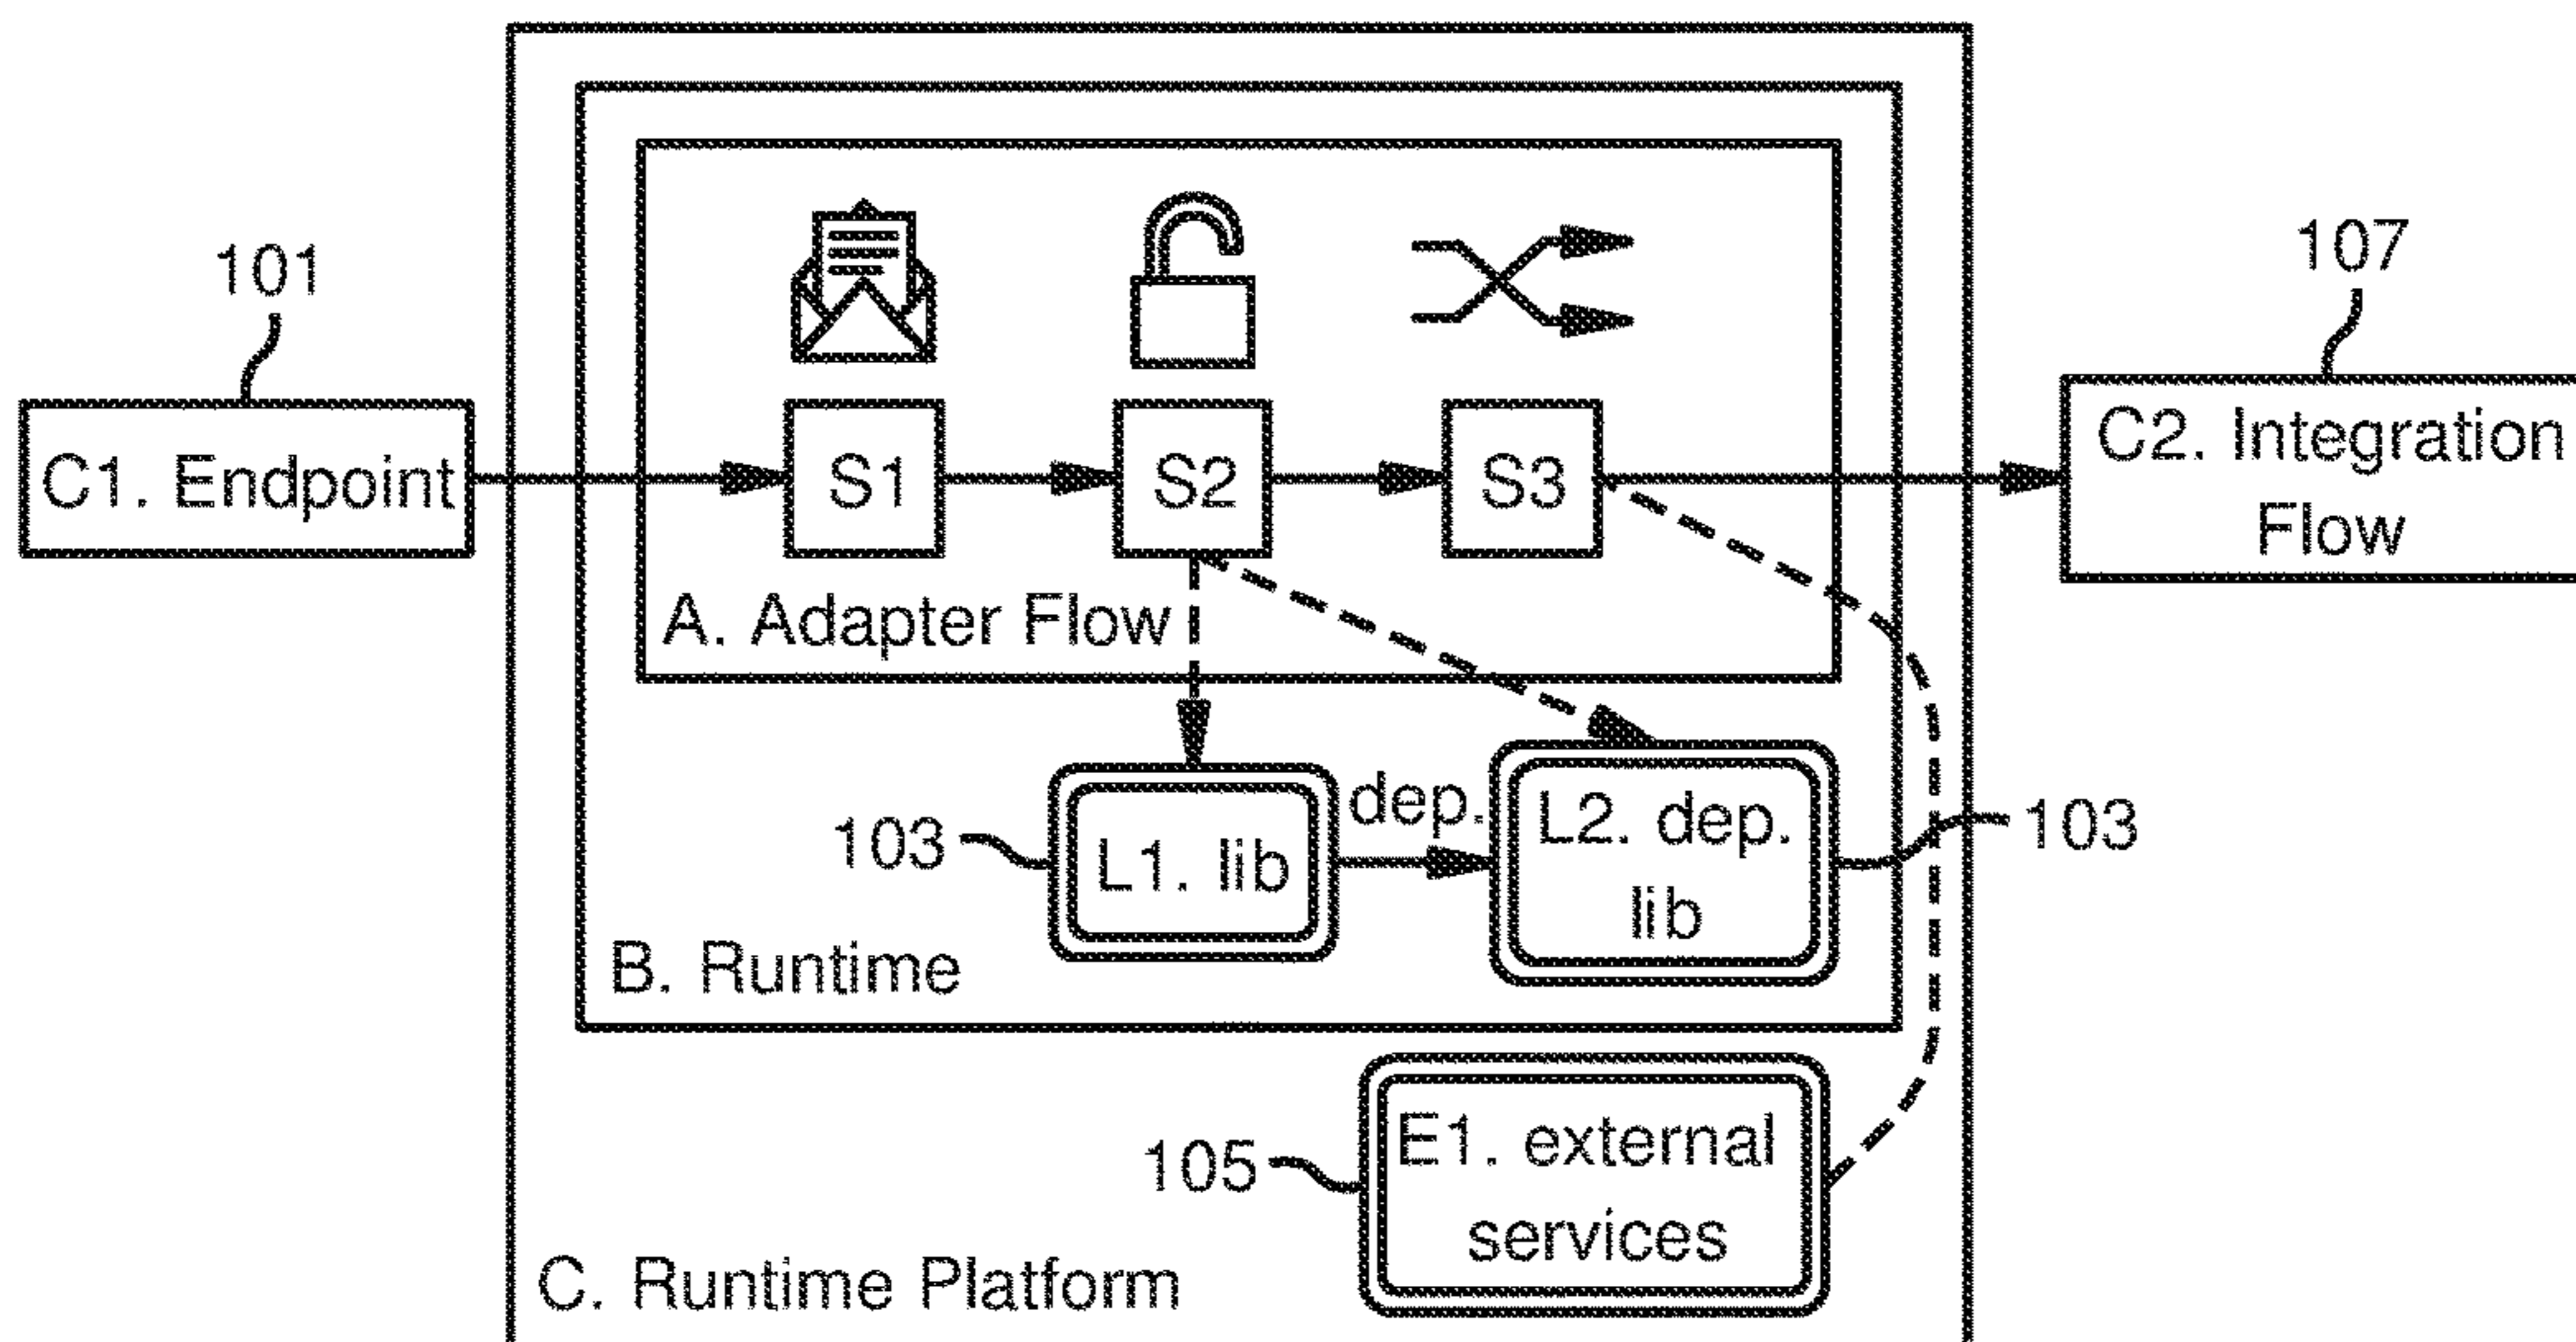 101
107
C1. Endpoint
S1
S2
S3
C2. Integration
Flow
A. Adapter Flow
103
L1. lib
dep.
L2. dep.
lib
103
B. Runtime
105
E1. external
services
C. Runtime Platform